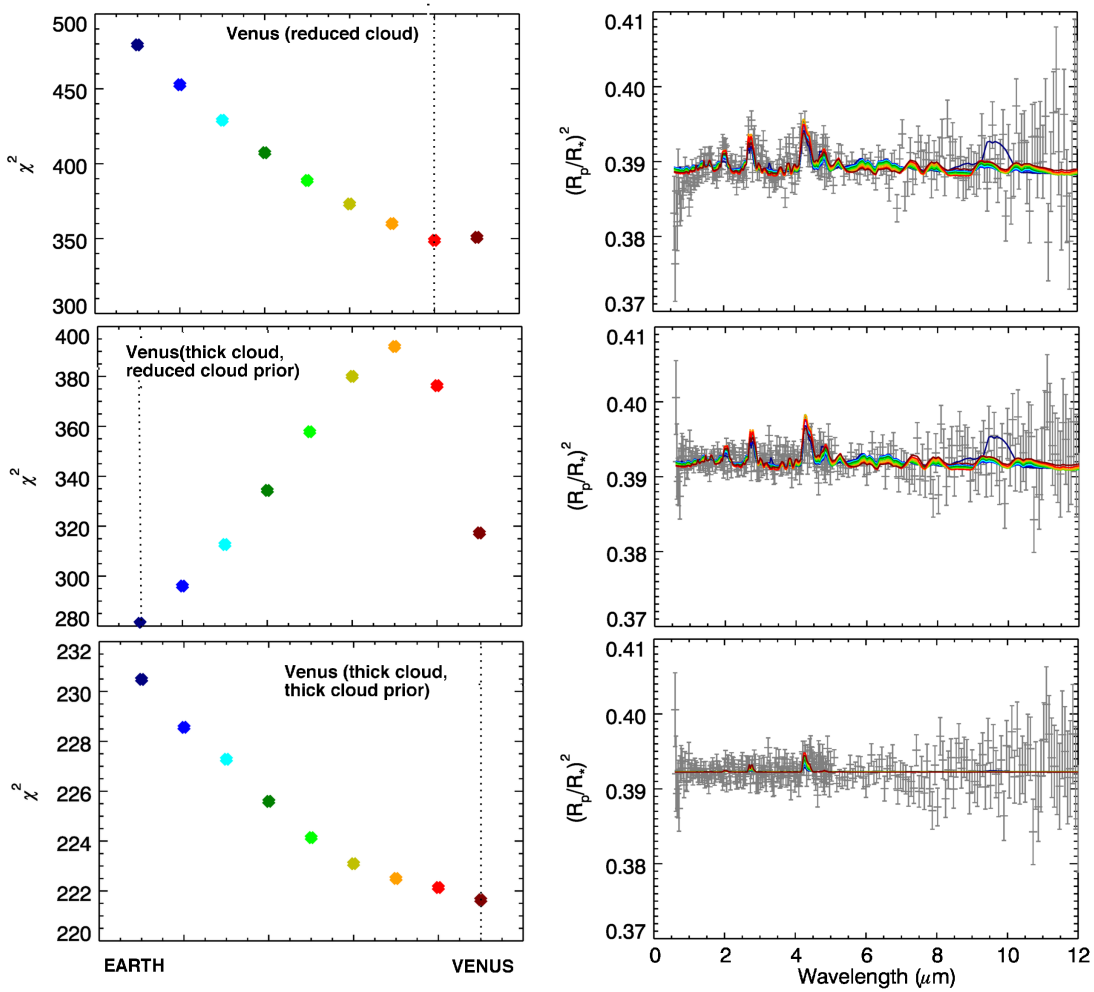 500
450
400
350
300
χ²
Venus (reduced cloud)
0.41
0.40
0.39
0.38
0.37
(Rp/R*)²
400
380
360
340
320
300
280
χ²
Venus(thick cloud,
reduced cloud prior)
0.41
0.40
0.39
0.38
0.37
(Rp/R*)²
232
230
228
226
224
222
220
χ²
Venus (thick cloud,
thick cloud prior)
EARTH VENUS
0.41
0.40
0.39
0.38
0.37
(Rp/R*)²
0 2 4 6 8 10 12
Wavelength (μm)